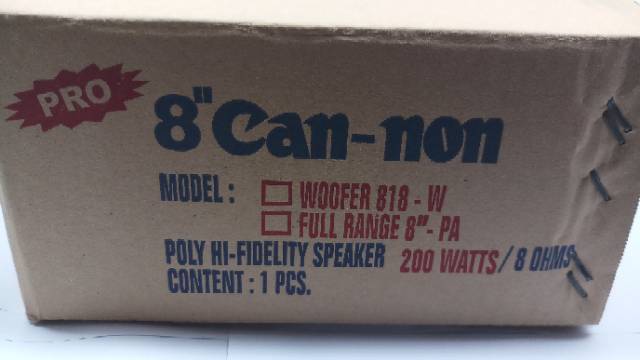 PRO
8"Can-non
MODEL : WOOFER 818 - W
FULL RANGE 8"- PA
POLY HI-FIDELITY SPEAKER 200 WATTS / 8 OHMS
CONTENT : 1 PCS.